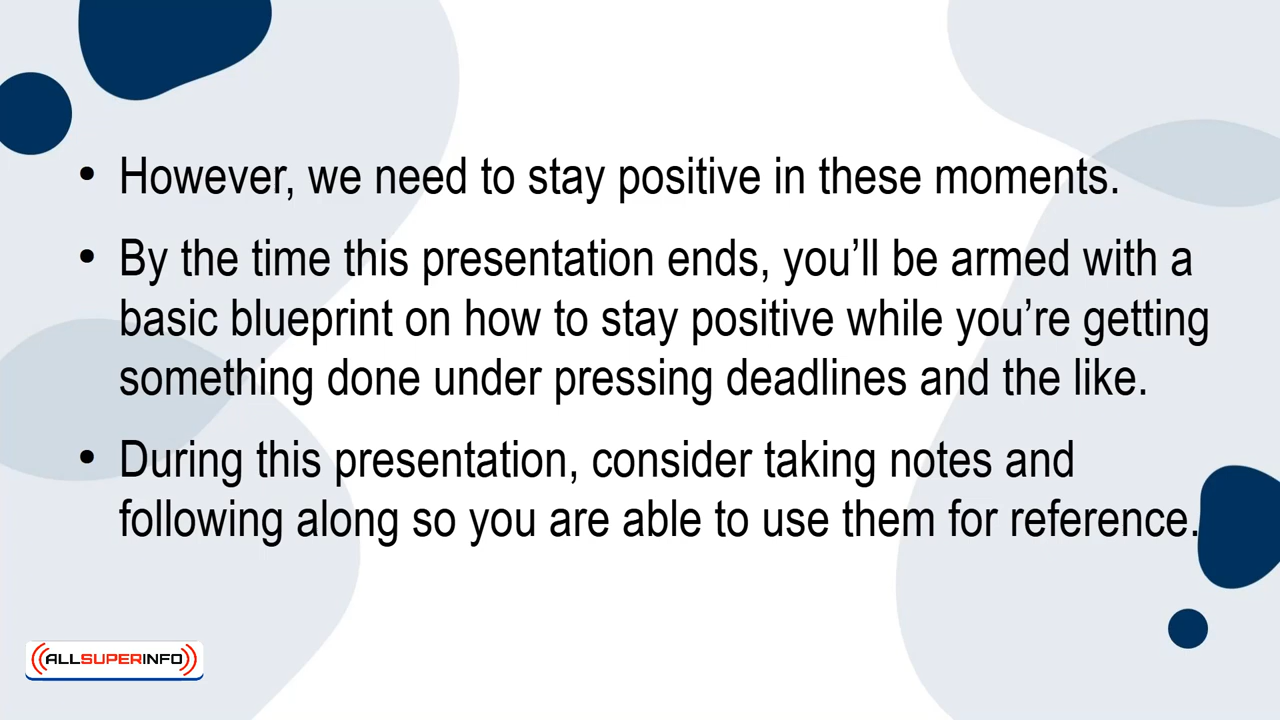 • However, we need to stay positive in these moments.
• By the time this presentation ends, you’ll be armed with a
basic blueprint on how to stay positive while you’re getting
something done under pressing deadlines and the like.
• During this presentation, consider taking notes and
following along so you are able to use them for reference.
ALLSUPERINFO